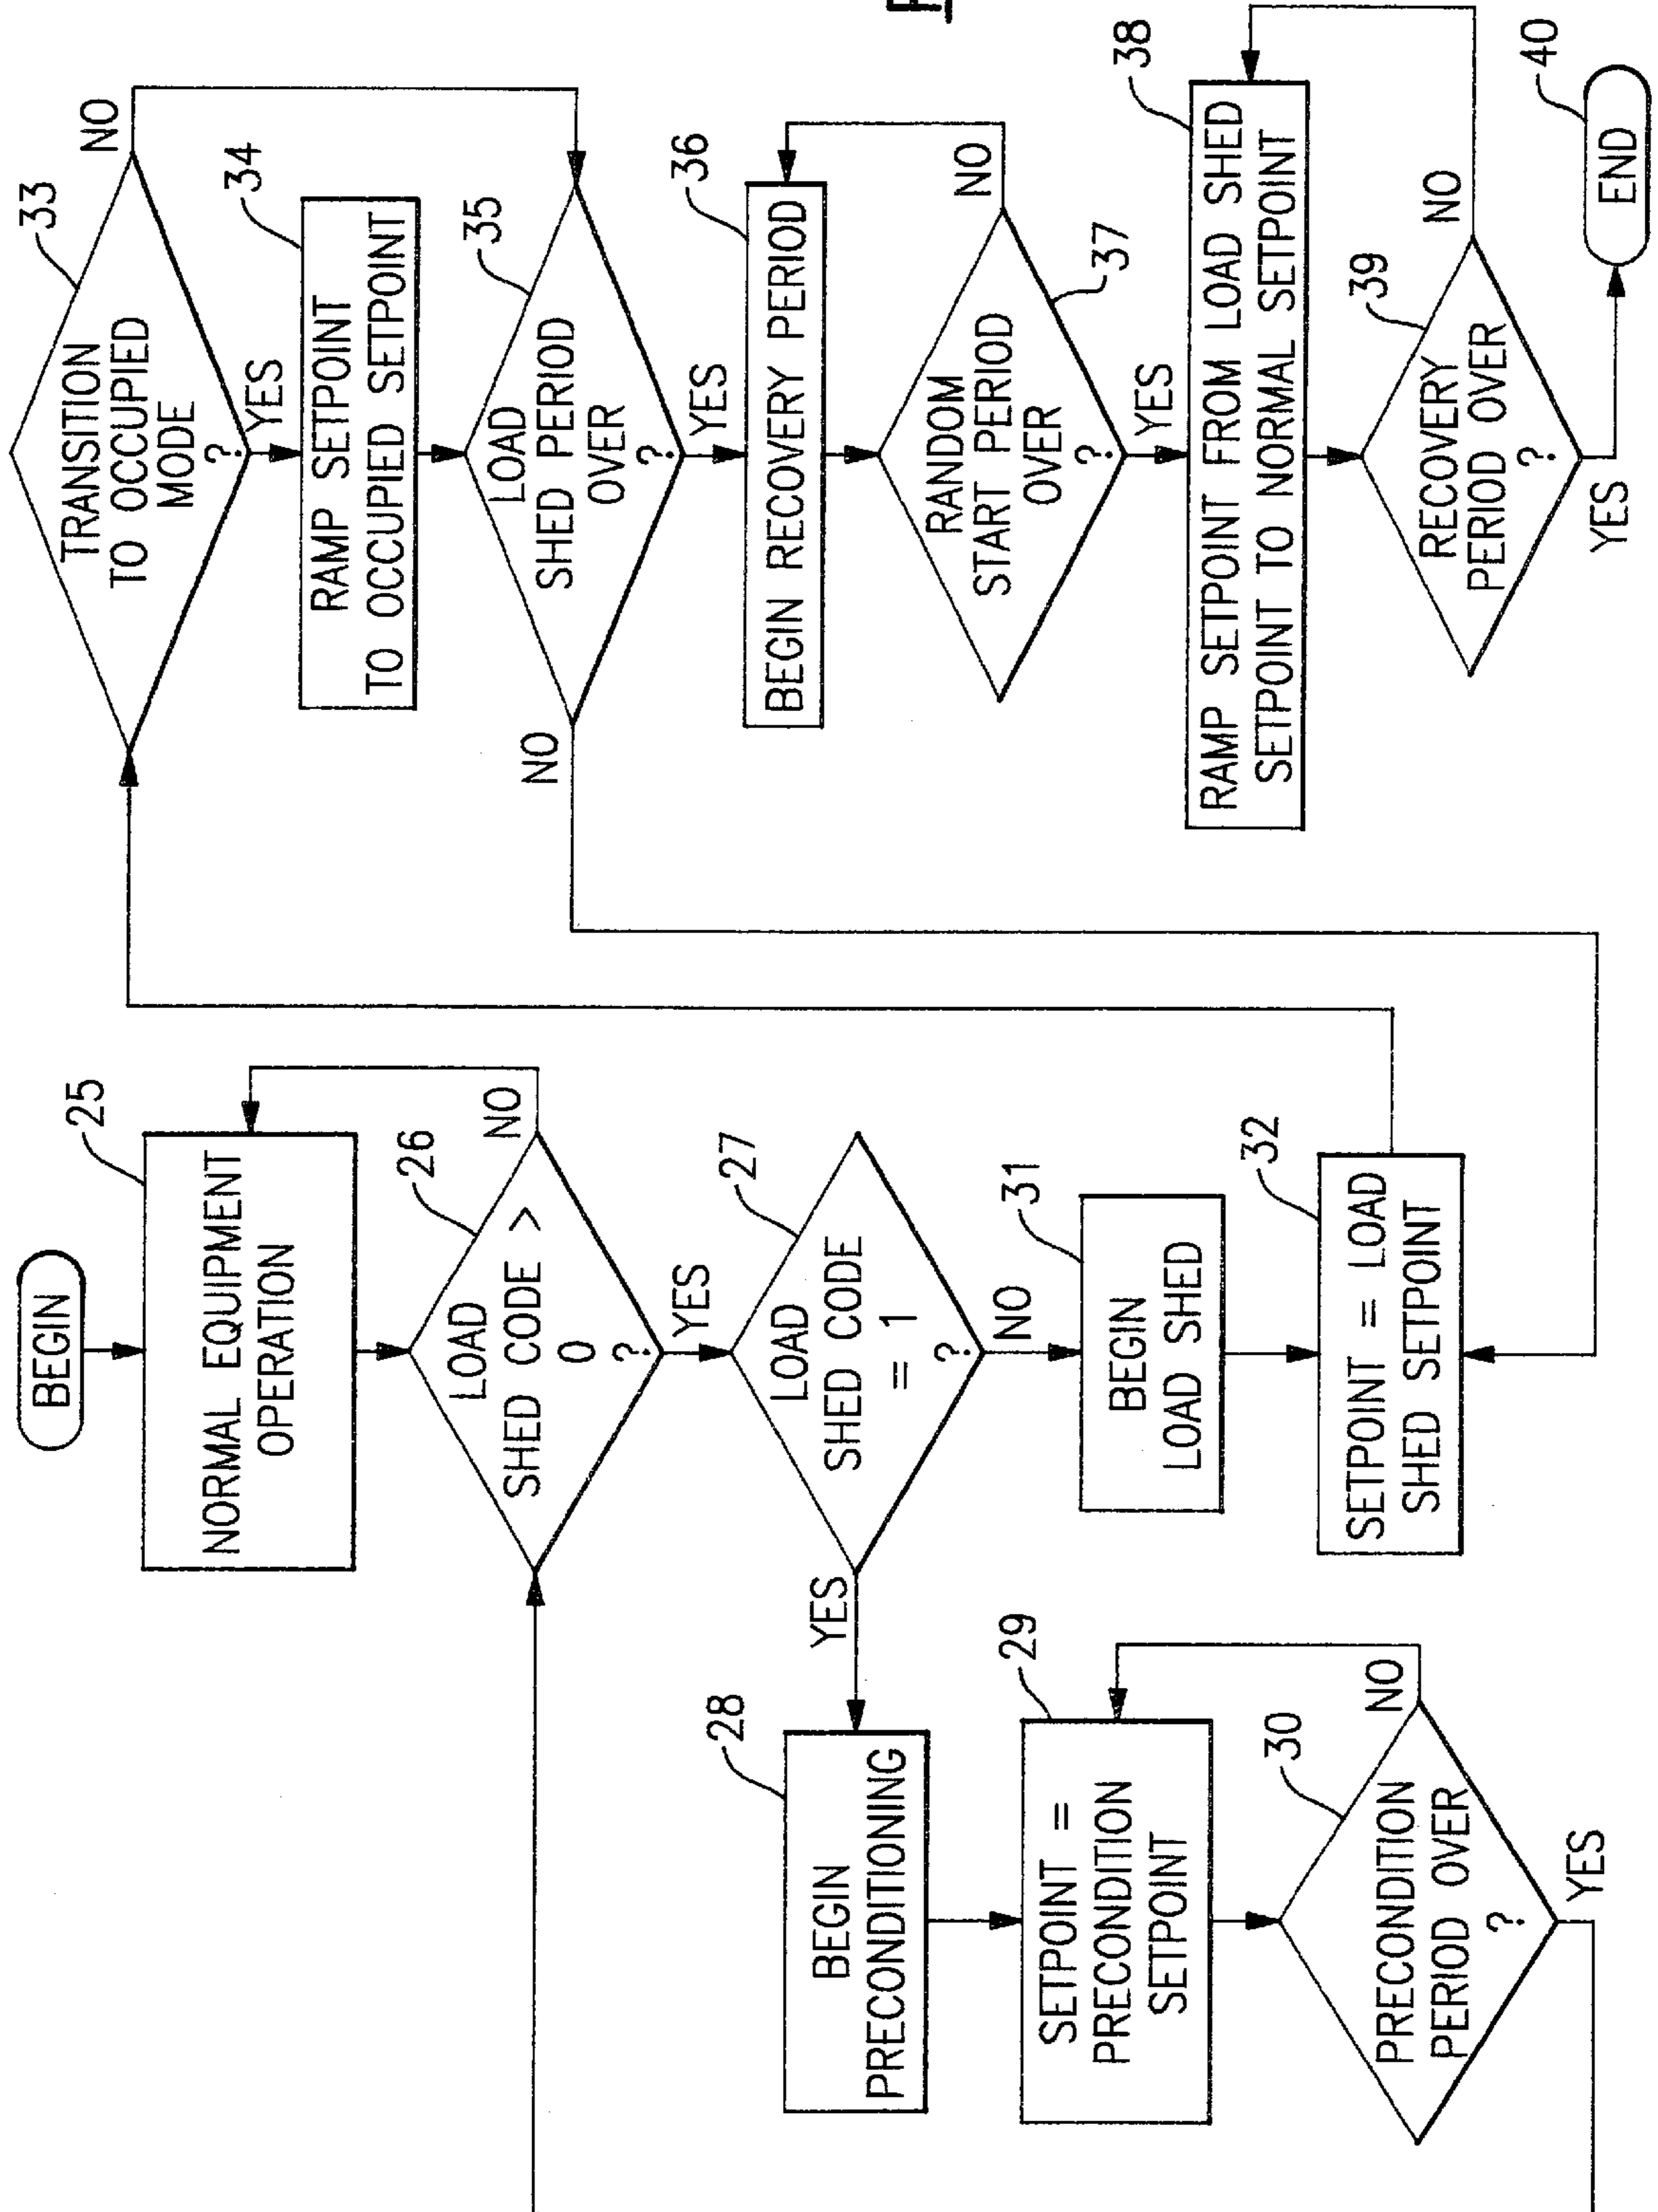 BEGIN
25
NORMAL EQUIPMENT
OPERATION
26
LOAD
SHED CODE >
0
?
NO
YES
27
LOAD
SHED CODE
= 1
?
YES
NO
28
BEGIN
PRECONDITIONING
29
SETPOINT =
PRECONDITION
SETPOINT
30
PRECONDITION
PERIOD OVER
?
NO
YES
31
BEGIN
LOAD SHED
32
SETPOINT = LOAD
SHED SETPOINT
33
TRANSITION
TO OCCUPIED
MODE
?
NO
YES
34
RAMP SETPOINT
TO OCCUPIED SETPOINT
35
LOAD
SHED PERIOD
OVER
?
NO
YES
36
BEGIN RECOVERY PERIOD
37
RANDOM
START PERIOD
OVER
?
NO
YES
38
RAMP SETPOINT FROM LOAD SHED
SETPOINT TO NORMAL SETPOINT
39
RECOVERY
PERIOD OVER
?
NO
YES
40
END